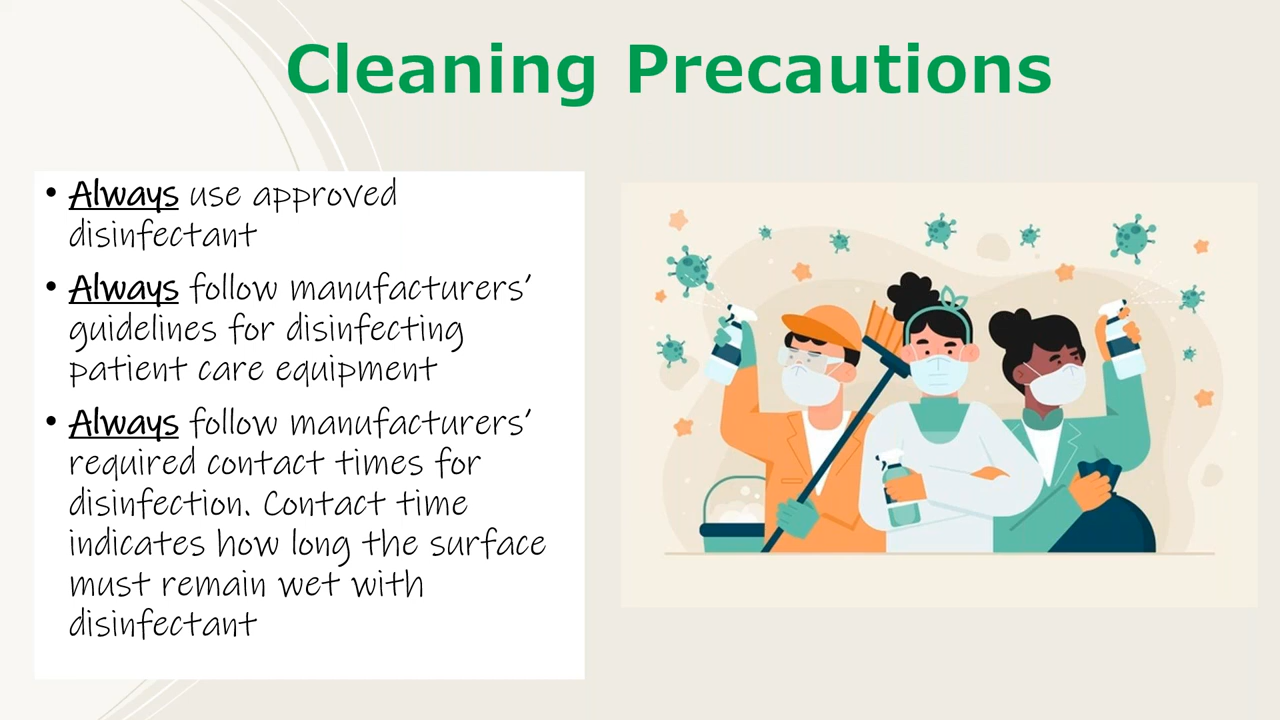 Cleaning Precautions
• Always use approved
disinfectant
• Always follow manufacturers'
guidelines for disinfecting
patient care equipment
• Always follow manufacturers'
required contact times for
disinfection. Contact time
indicates how long the surface
must remain wet with
disinfectant